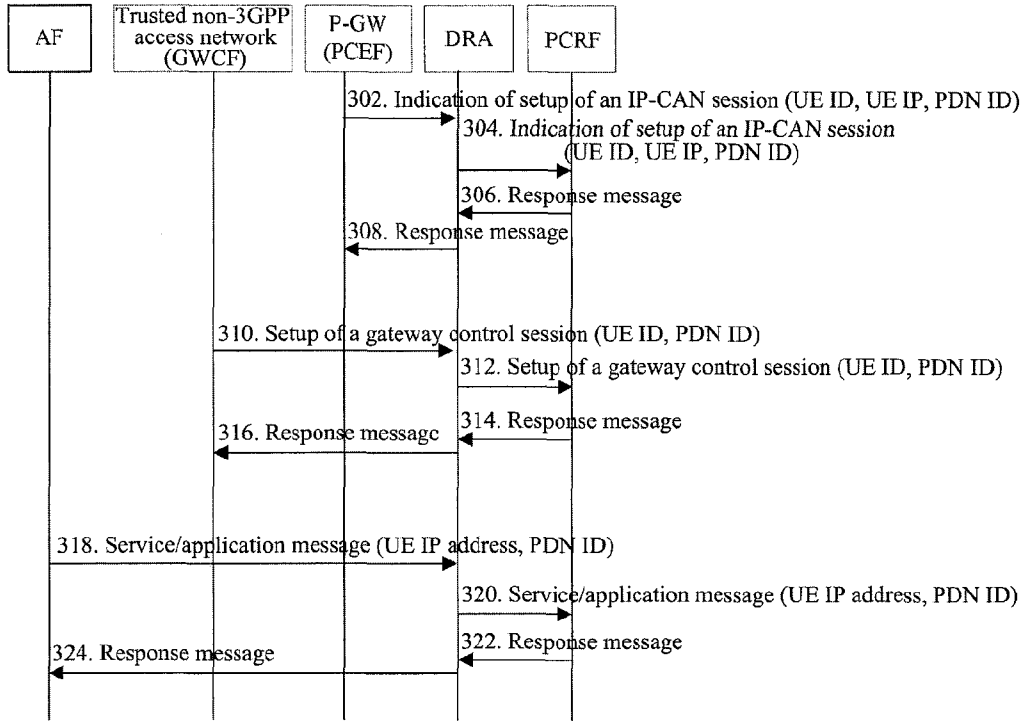 AF
Trusted non-3GPP
access network
(GWCF)
P-GW
(PCEF)
DRA
PCRF
302. Indication of setup of an IP-CAN session (UE ID, UE IP, PDN ID)
304. Indication of setup of an IP-CAN session
(UE ID, UE IP, PDN ID)
306. Response message
308. Response message
310. Setup of a gateway control session (UE ID, PDN ID)
312. Setup of a gateway control session (UE ID, PDN ID)
314. Response message
316. Response message
318. Service/application message (UE IP address, PDN ID)
320. Service/application message (UE IP address, PDN ID)
322. Response message
324. Response message